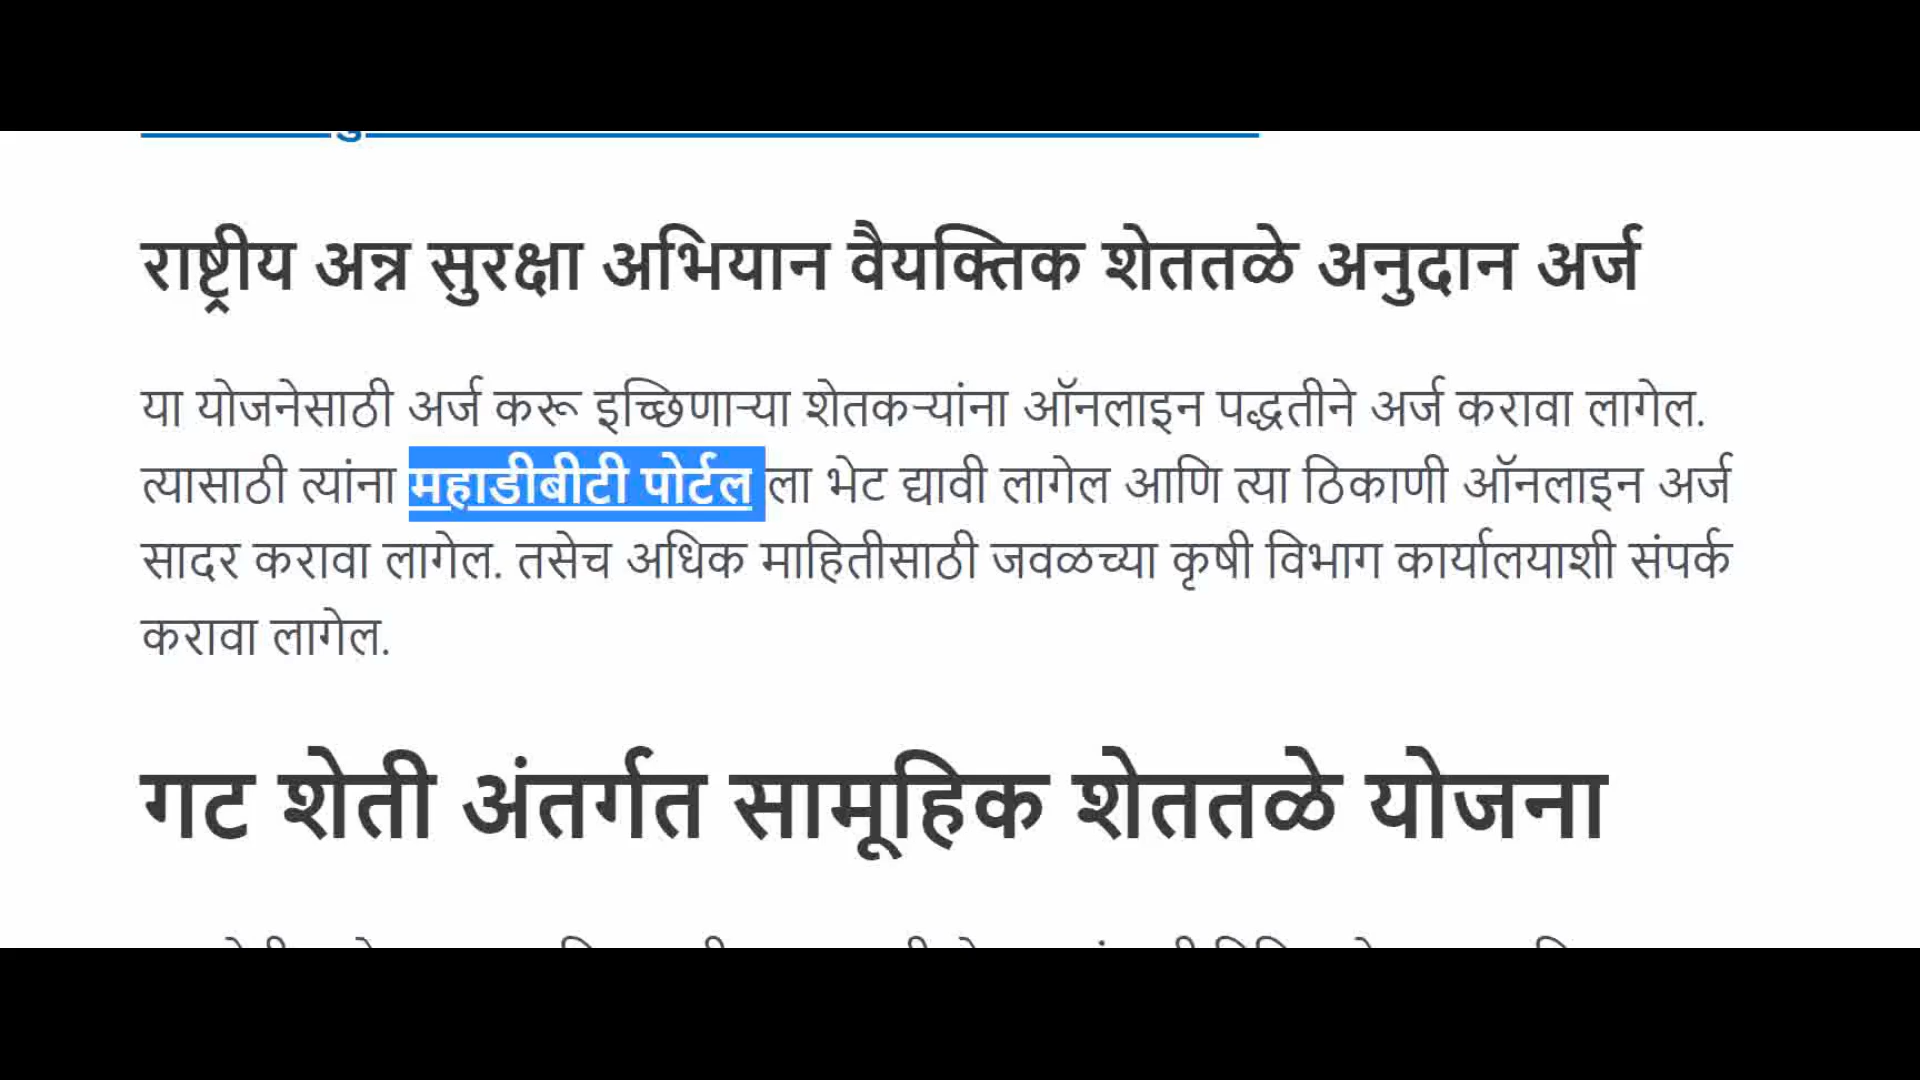 राष्ट्रीय अन्न सुरक्षा अभियान वैयक्तिक शेततळे अनुदान अर्ज
या योजनेसाठी अर्ज करू इच्छिणाऱ्या शेतकऱ्यांना ऑनलाइन पद्धतीने अर्ज करावा लागेल.
त्यासाठी त्यांना महाडीबीटी पोर्टल ला भेट द्यावी लागेल आणि त्या ठिकाणी ऑनलाइन अर्ज
सादर करावा लागेल. तसेच अधिक माहितीसाठी जवळच्या कृषी विभाग कार्यालयाशी संपर्क
करावा लागेल.
गट शेती अंतर्गत सामूहिक शेततळे योजना